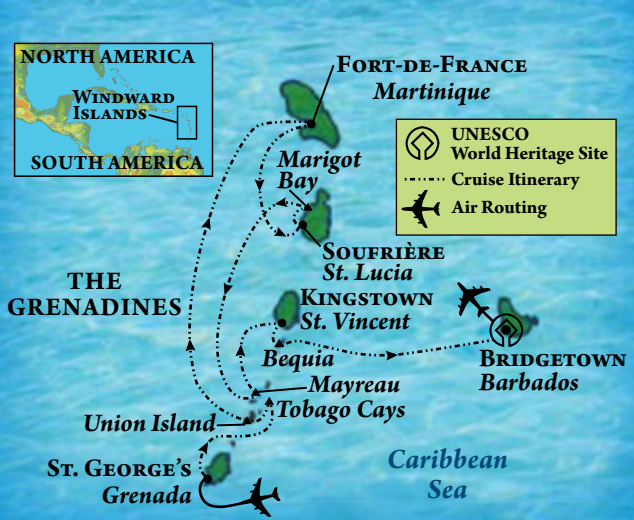 NORTH AMERICA
WINDWARD
ISLANDS
SOUTH AMERICA
FORT-DE-FRANCE
Martinique
UNESCO
World Heritage Site
Cruise Itinerary
Air Routing
Marigot
Bay
SOUFRIÈRE
St. Lucia
THE
GRENADINES
KINGSTOWN
St. Vincent
Bequia
BRIDGETOWN
Barbados
Mayreau
Tobago Cays
Union Island
ST. GEORGE'S
Grenada
Caribbean
Sea